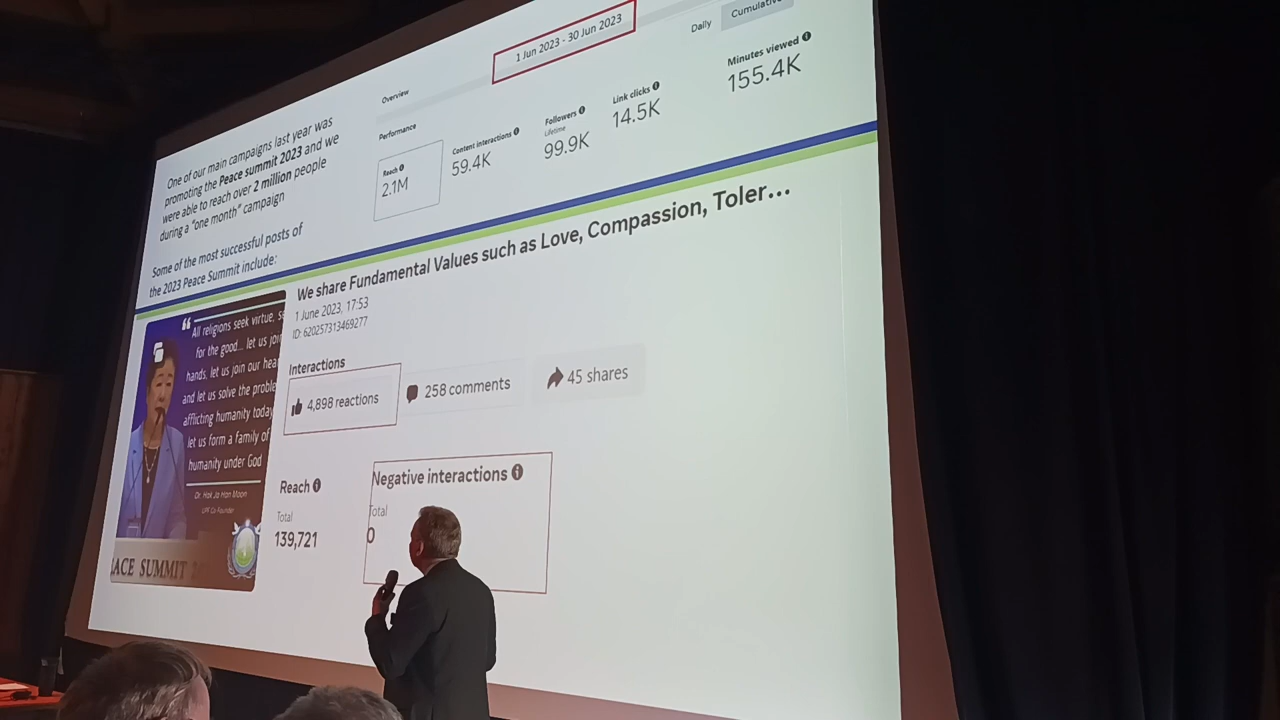 1 Jun 2023 - 30 Jun 2023
Daily
Cumulative
Overview
Performance
Reach
2.1M
Content interactions
59.4K
Followers
Lifetime
99.9K
Link clicks
14.5K
Minutes viewed
155.4K
One of our main campaigns last year was
promoting the Peace summit 2023 and we
were able to reach over 2 million people
during a "one month" campaign
Some of the most successful posts of
the 2023 Peace Summit include:
We share Fundamental Values such as Love, Compassion, Toler...
1 June 2023, 17:53
ID: 620257313469277
Interactions
4,898 reactions
258 comments
45 shares
Reach
Total
139,721
Negative interactions
Total
0
“All religions seek virtue, se
for the good... let us join
hands, let us join our hea
and let us solve the proble
afflicting humanity today
let us form a family of
humanity under God
Dr. Hak Ja Han Moon
UPF Co Founder
ACE SUMMIT